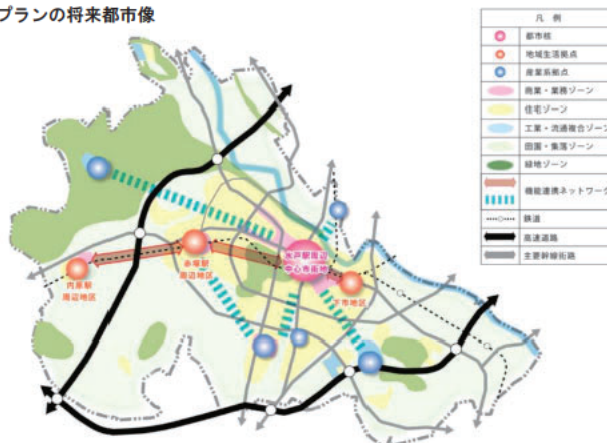 プランの将来都市像
凡 例
都市核
地域生活拠点
産業系拠点
商業・業務ゾーン
住宅ゾーン
工業・流通複合ゾーン
田園・集落ゾーン
緑地ゾーン
機能連携ネットワーク
鉄道
高速道路
主要幹線街路
水戸駅周辺
中心市街地
赤塚駅
周辺地区
内原駅
周辺地区
下市地区